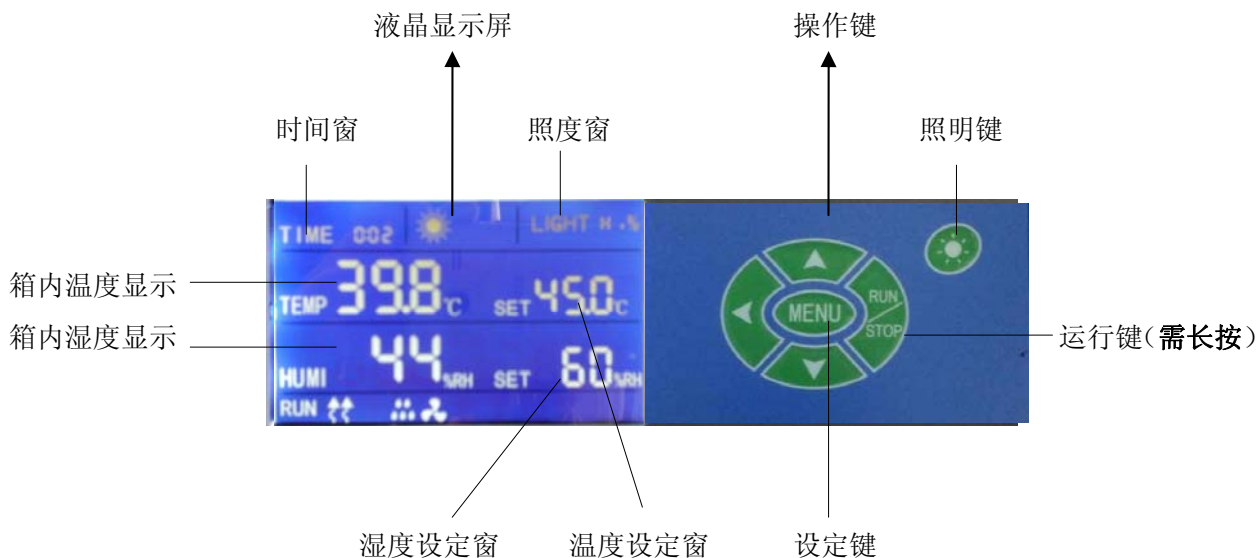 液晶显示屏
操作键
时间窗
照度窗
照明键
TIME 002
LIGHT
箱内温度显示
TEMP 39.8 ℃ SET 45.0 ℃
箱内湿度显示
HUMI 44 %RH SET 60 %RH
RUN
MENU
RUN
STOP
运行键（需长按）
湿度设定窗
温度设定窗
设定键